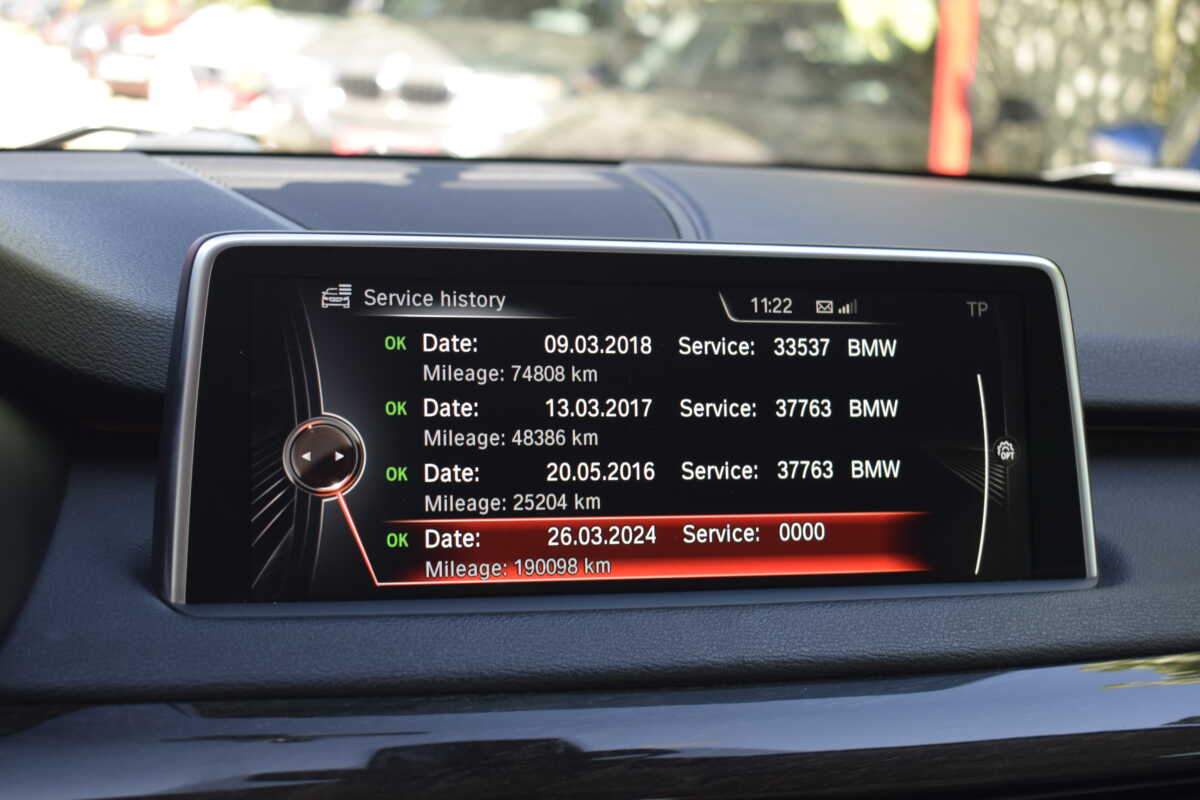 Service history
11:22
TP
OK Date: 09.03.2018 Service: 33537 BMW
Mileage: 74808 km
OK Date: 13.03.2017 Service: 37763 BMW
Mileage: 48386 km
OPT
OK Date: 20.05.2016 Service: 37763 BMW
Mileage: 25204 km
OK Date: 26.03.2024 Service: 0000
Mileage: 190098 km